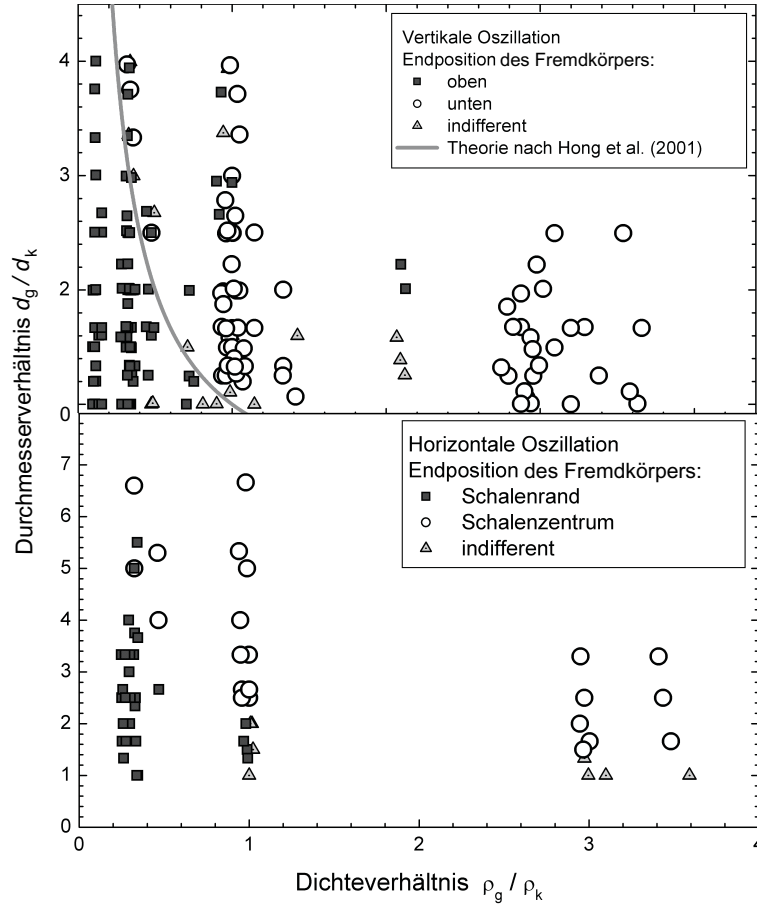 4
3
2
0
Durchmesserverhältnis d_g / d_k
Vertikale Oszillation
Endposition des Fremdkörpers:
oben
unten
indifferent
Theorie nach Hong et al. (2001)
Horizontale Oszillation
Endposition des Fremdkörpers:
Schalenrand
Schalenzentrum
indifferent
7
6
5
4
3
2
1
0
0 1 2 3 4
Dichteverhältnis ρ_g / ρ_k